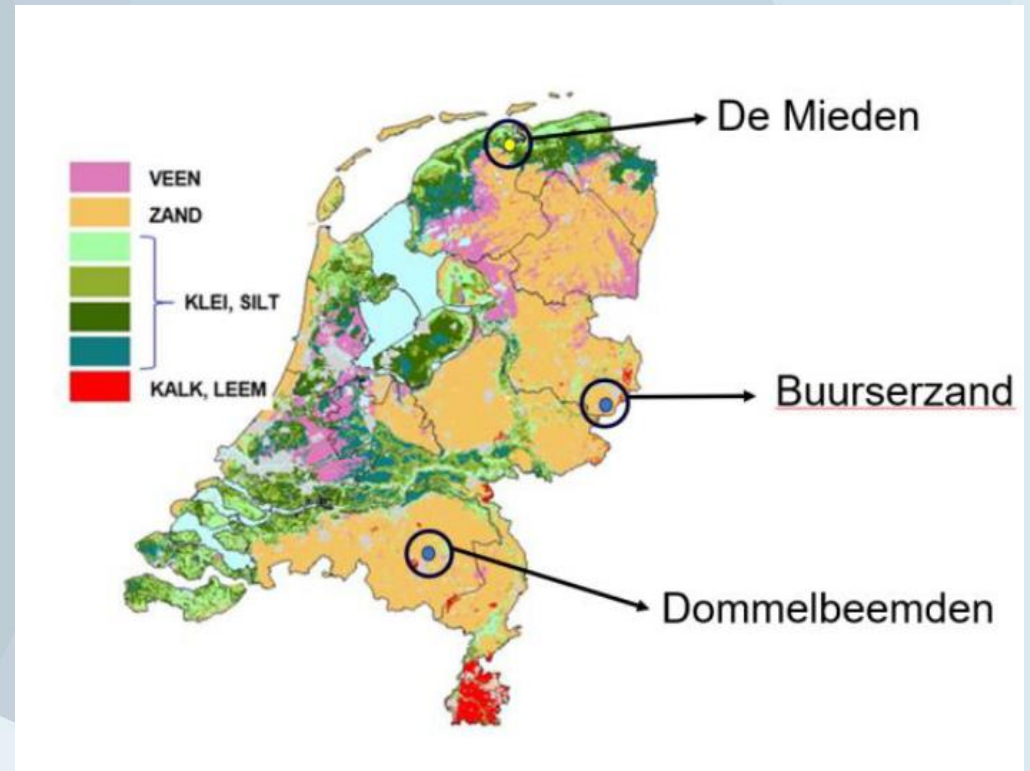 De Mieden
VEEN
ZAND
KLEI, SILT
KALK, LEEM
Buurserzand
Dommelbeemden